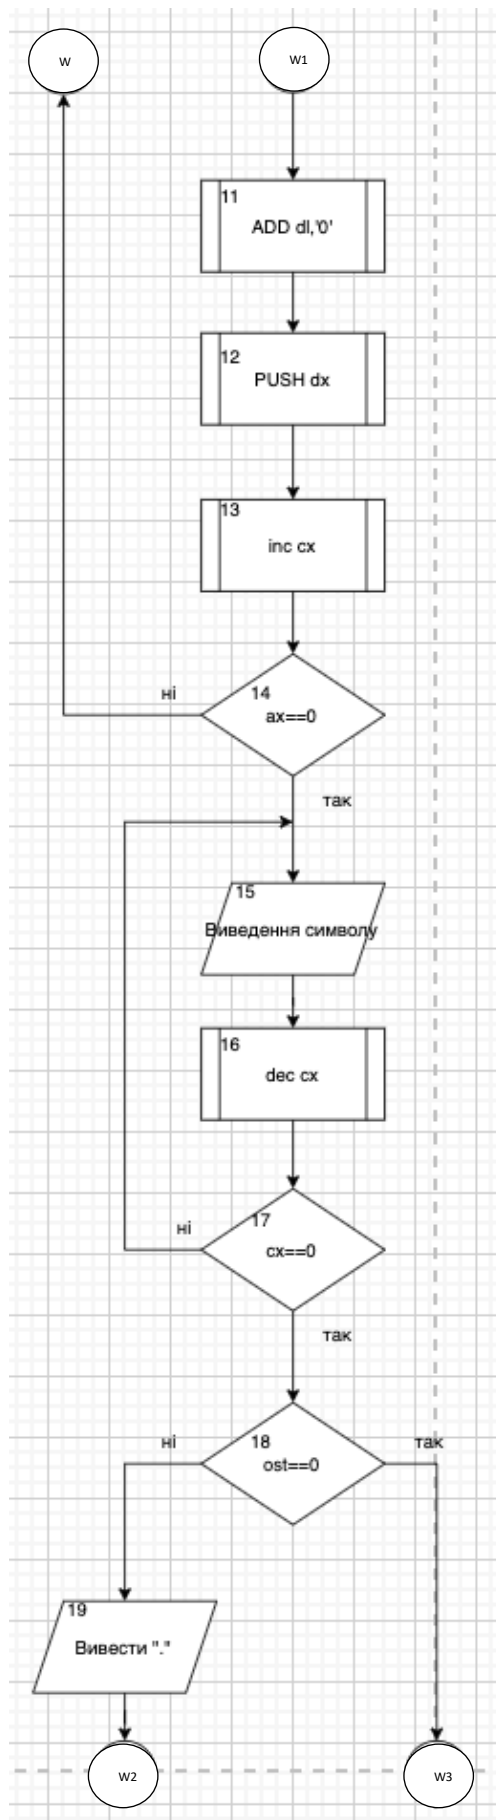 W
W1
11
ADD dl,'0'
12
PUSH dx
13
inc cx
14
ні
ax==0
так
15
Виведення символу
16
dec cx
17
ні
cx==0
так
ні
18
так
ost==0
19
Вивести "."
W2
W3